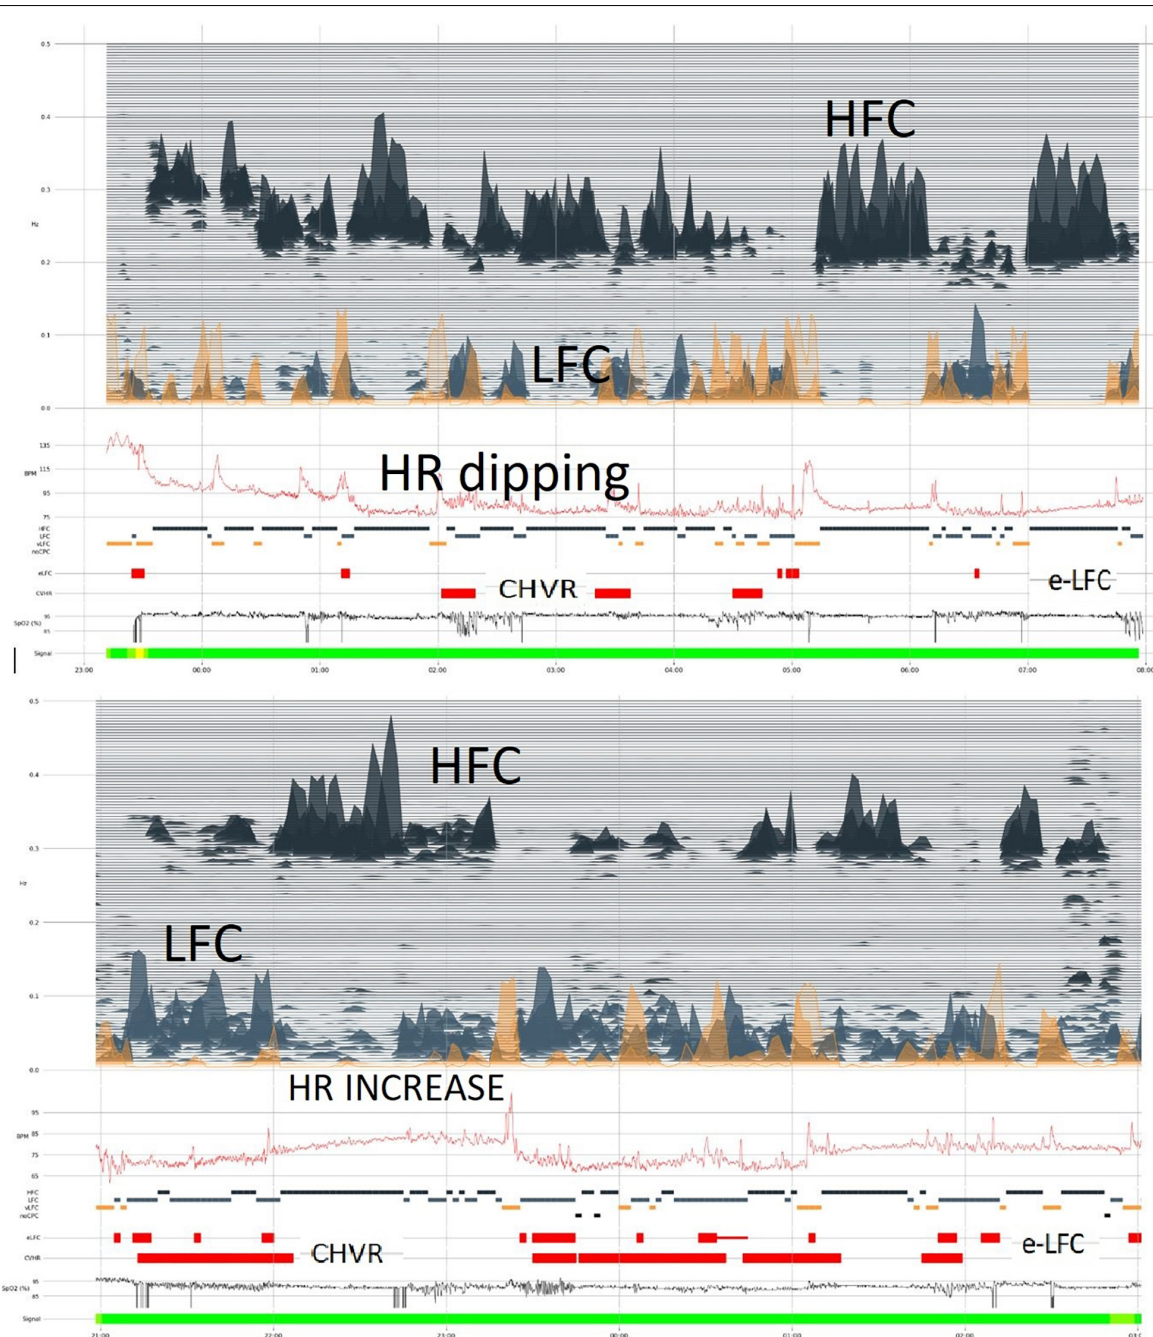 0.5
HFC
0.4
0.3
Hz
0.2
0.1
LFC
0.0
135
HR dipping
BPM
115
95
75
HFC
LFC
vLFC
noCPC
eLFC
e-LFC
CHVR
CVHR
95
SpO2 (%)
85
Signal
23:00 00:00 01:00 02:00 03:00 04:00 05:00 06:00 07:00 08:00
0.5
HFC
0.4
0.3
Hz
0.2
LFC
0.1
0.0
HR INCREASE
95
BPM 85
75
65
HFC
LFC
vLFC
noCPC
eLFC
e-LFC
CHVR
CVHR
95
SpO2 (%)
85
Signal
21:00 22:00 23:00 00:00 01:00 02:00